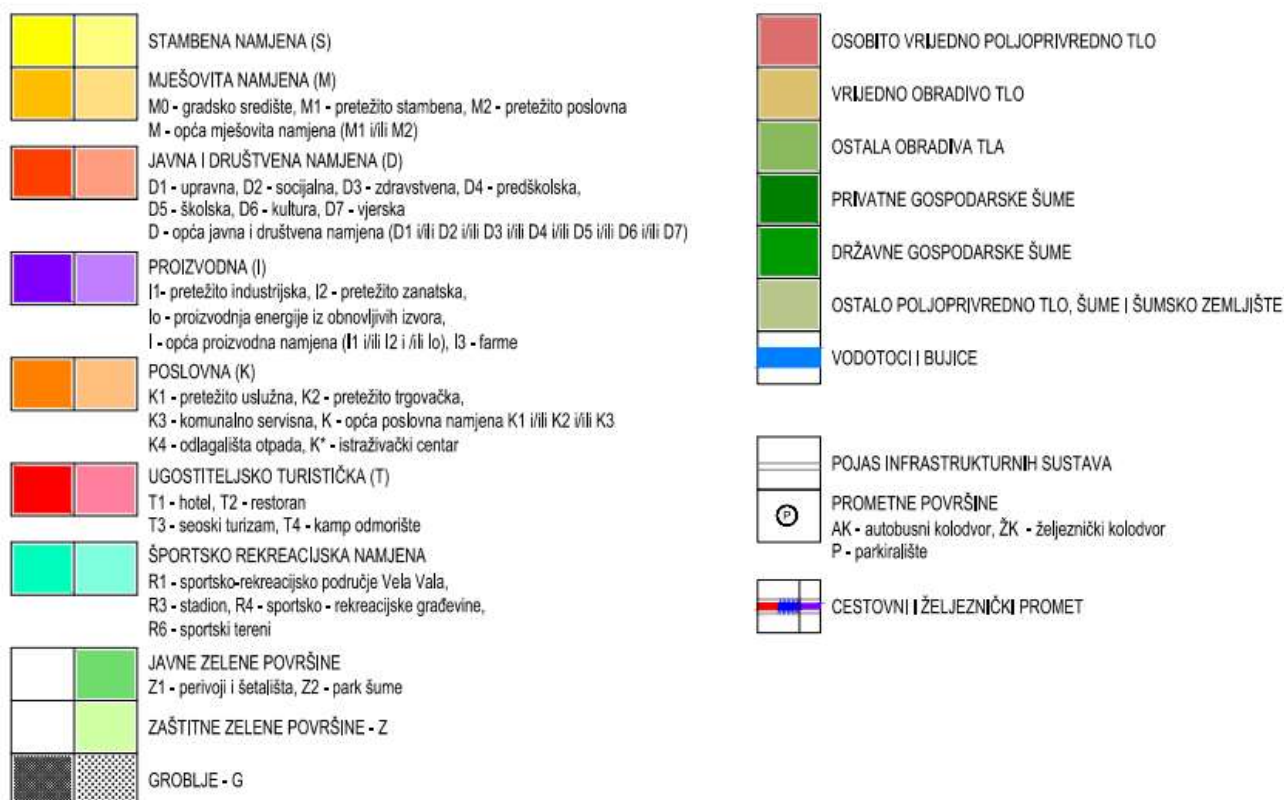 STAMBENA NAMJENA (S)
MJEŠOVITA NAMJENA (M)
M0 - gradsko središte, M1 - pretežito stambena, M2 - pretežito poslovna
M - opća mješovita namjena (M1 i/ili M2)
JAVNA I DRUŠTVENA NAMJENA (D)
D1 - upravna, D2 - socijalna, D3 - zdravstvena, D4 - predškolska,
D5 - školska, D6 - kultura, D7 - vjerska
D - opća javna i društvena namjena (D1 i/ili D2 i/ili D3 i/ili D4 i/ili D5 i/ili D6 i/ili D7)
PROIZVODNA (I)
I1- pretežito industrijska, I2 - pretežito zanatska,
Io - proizvodnja energije iz obnovljivih izvora,
I - opća proizvodna namjena (I1 i/ili I2 i /ili Io), I3 - farme
POSLOVNA (K)
K1 - pretežito uslužna, K2 - pretežito trgovačka,
K3 - komunalno servisna, K - opća poslovna namjena K1 i/ili K2 i/ili K3
K4 - odlagališta otpada, K* - istraživački centar
UGOSTITELJSKO TURISTIČKA (T)
T1 - hotel, T2 - restoran
T3 - seoski turizam, T4 - kamp odmorište
ŠPORTSKO REKREACIJSKA NAMJENA
R1 - sportsko-rekreacijsko područje Vela Vala,
R3 - stadion, R4 - sportsko - rekreacijske građevine,
R6 - sportski tereni
JAVNE ZELENE POVRŠINE
Z1 - perivoji i šetališta, Z2 - park šume
ZAŠTITNE ZELENE POVRŠINE - Z
GROBLJE - G
OSOBITO VRIJEDNO POLJOPRIVREDNO TLO
VRIJEDNO OBRADIVO TLO
OSTALA OBRADIVA TLA
PRIVATNE GOSPODARSKE ŠUME
DRŽAVNE GOSPODARSKE ŠUME
OSTALO POLJOPRIVREDNO TLO, ŠUME I ŠUMSKO ZEMLJIŠTE
VODOTOCI I BUJICE
POJAS INFRASTRUKTURNIH SUSTAVA
P
PROMETNE POVRŠINE
AK - autobusni kolodvor, ŽK - željeznički kolodvor
P - parkiralište
CESTOVNI I ŽELJEZNIČKI PROMET